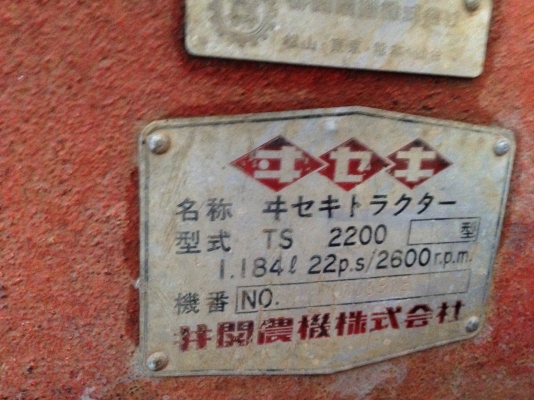 ヰセキ
名称 ヰセキトラクター
型式 TS 2200 型
1.184ℓ 22p.s/2600r.p.m.
機番 NO.
井関農機株式会社